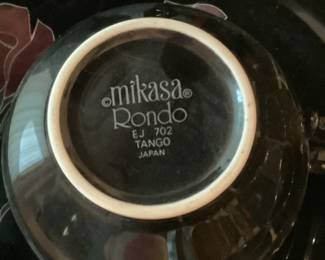 ©mikasa®
Rondo
EJ 702
TANGO
JAPAN